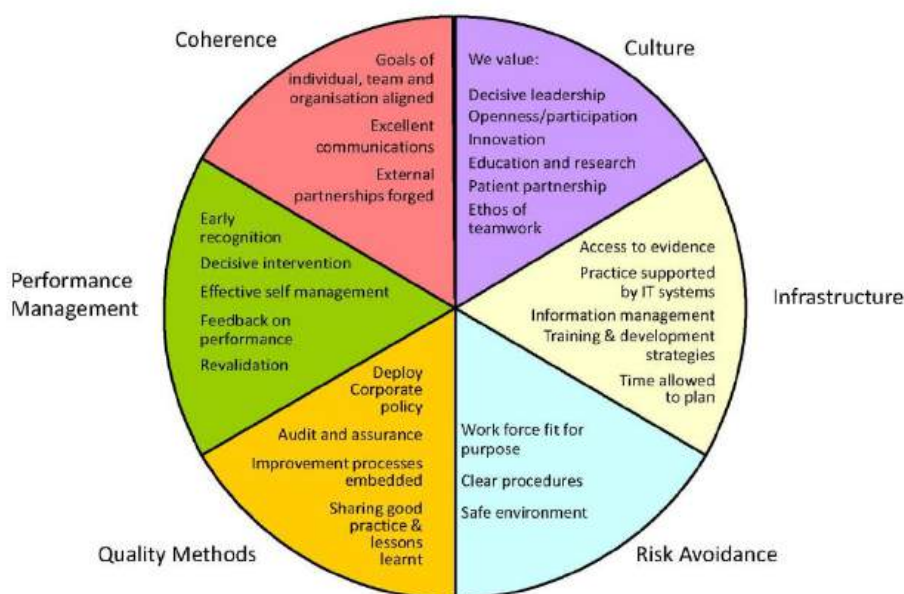 Coherence
Goals of
individual, team and
organisation aligned
Excellent
communications
External
partnerships forged
Culture
We value:
Decisive leadership
Openness/participation
Innovation
Education and research
Patient partnership
Ethos of
teamwork
Infrastructure
Access to evidence
Practice supported
by IT systems
Information management
Training & development
strategies
Time allowed
to plan
Risk Avoidance
Work force fit for
purpose
Clear procedures
Safe environment
Quality Methods
Deploy
Corporate
policy
Audit and assurance
Improvement processes
embedded
Sharing good
practice &
lessons
learnt
Performance
Management
Early
recognition
Decisive intervention
Effective self management
Feedback on
performance
Revalidation